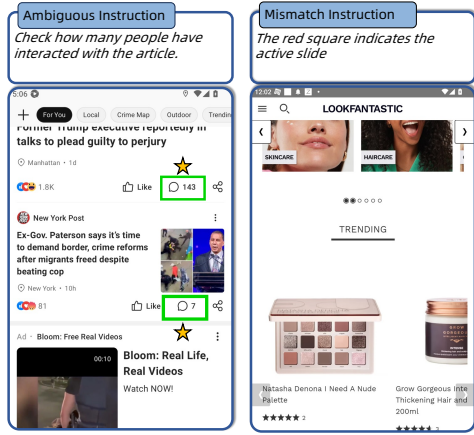 Ambiguous Instruction
Check how many people have
interacted with the article.
5:06
For You
Local
Crime Map
Outdoor
Trendin
Former Trump executive reportedly in
talks to plead guilty to perjury
Manhattan • 1d
1.8K
Like
143
New York Post
Ex-Gov. Paterson says it's time
to demand border, crime reforms
after migrants freed despite
beating cop
New York • 10h
81
Like
7
Ad • Bloom: Free Real Videos
00:10
Bloom: Real Life,
Real Videos
Watch NOW!
Mismatch Instruction
The red square indicates the
active slide
12:02
LOOKFANTASTIC
SKINCARE
HAIRCARE
TRENDING
Natasha Denona I Need A Nude
Palette
2
Grow Gorgeous Inte
Thickening Hair and
200ml
3